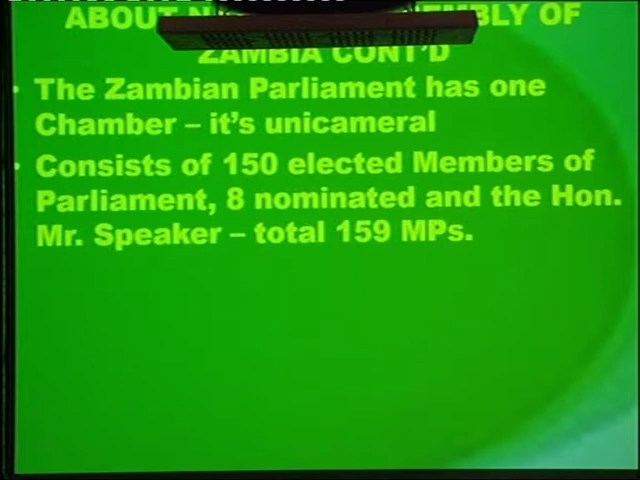 ABOUT OF
ZAMBIA CONT'D
• The Zambian Parliament has one
Chamber – it's unicameral
• Consists of 150 elected Members of
Parliament, 8 nominated and the Hon.
Mr. Speaker – total 159 MPs.